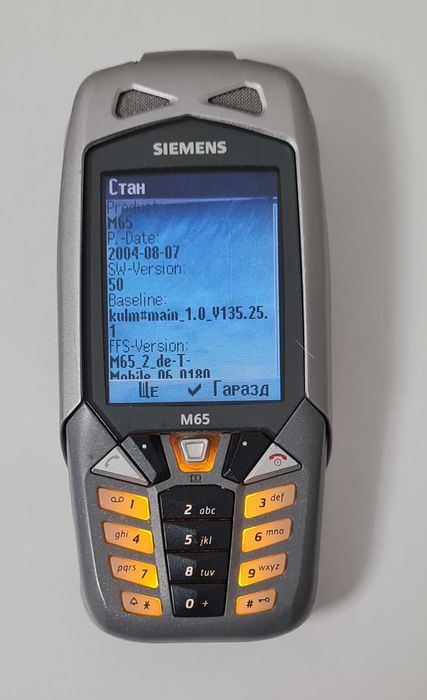 SIEMENS
Стан
Product:
M65
P.-Date:
2004-08-07
SW-Version:
50
Baseline:
kulm#main_1.0_V135.25.
1
FFS-Version:
M65_2_de-T-
Mobile_06_0180
Ще ✓ Гаразд
M65
1 2 abc 3 def
ghi 4 5 jkl 6 mno
pqrs 7 8 tuv 9 wxyz
* 0 + #